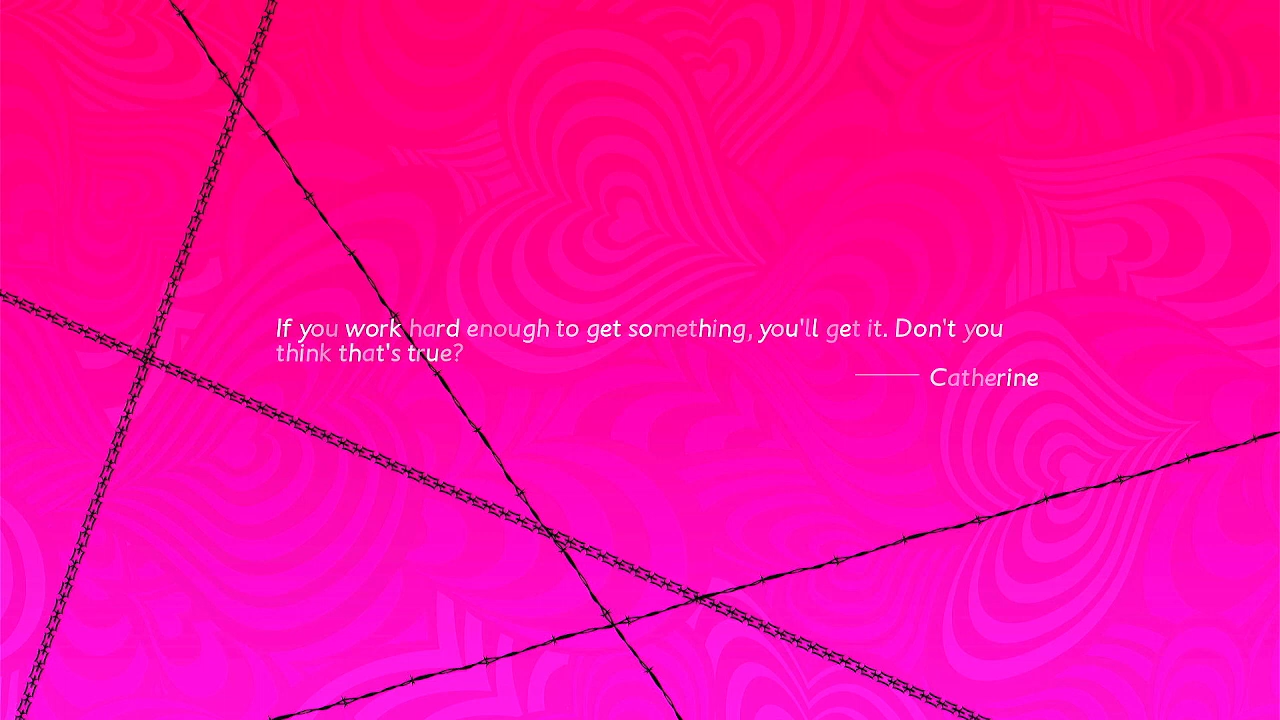 If you work hard enough to get something, you'll get it. Don't you
think that's true?
Catherine